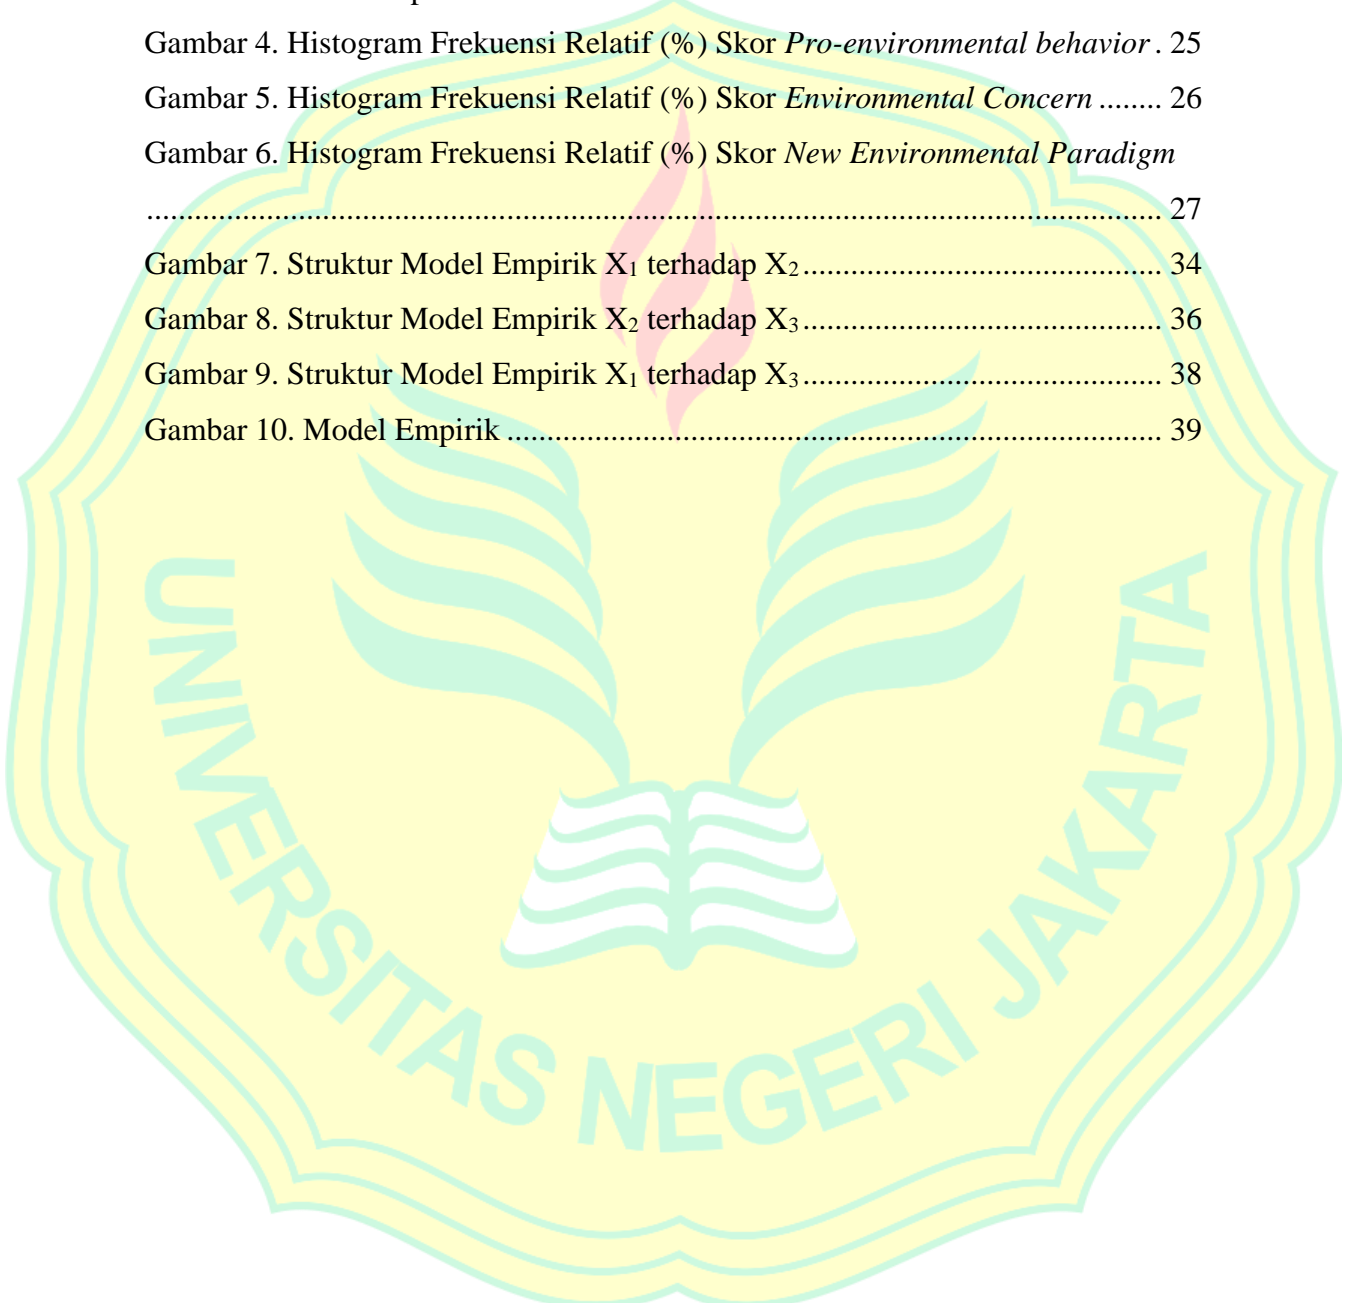 Gambar 4. Histogram Frekuensi Relatif (%) Skor Pro-environmental behavior . 25
Gambar 5. Histogram Frekuensi Relatif (%) Skor Environmental Concern ........ 26
Gambar 6. Histogram Frekuensi Relatif (%) Skor New Environmental Paradigm
................................................................................................................................ 27
Gambar 7. Struktur Model Empirik X₁ terhadap X₂ ............................................. 34
Gambar 8. Struktur Model Empirik X₂ terhadap X₃ ............................................. 36
Gambar 9. Struktur Model Empirik X₁ terhadap X₃ ............................................. 38
Gambar 10. Model Empirik ................................................................................... 39
UNIVERSITAS NEGERI JAKARTA